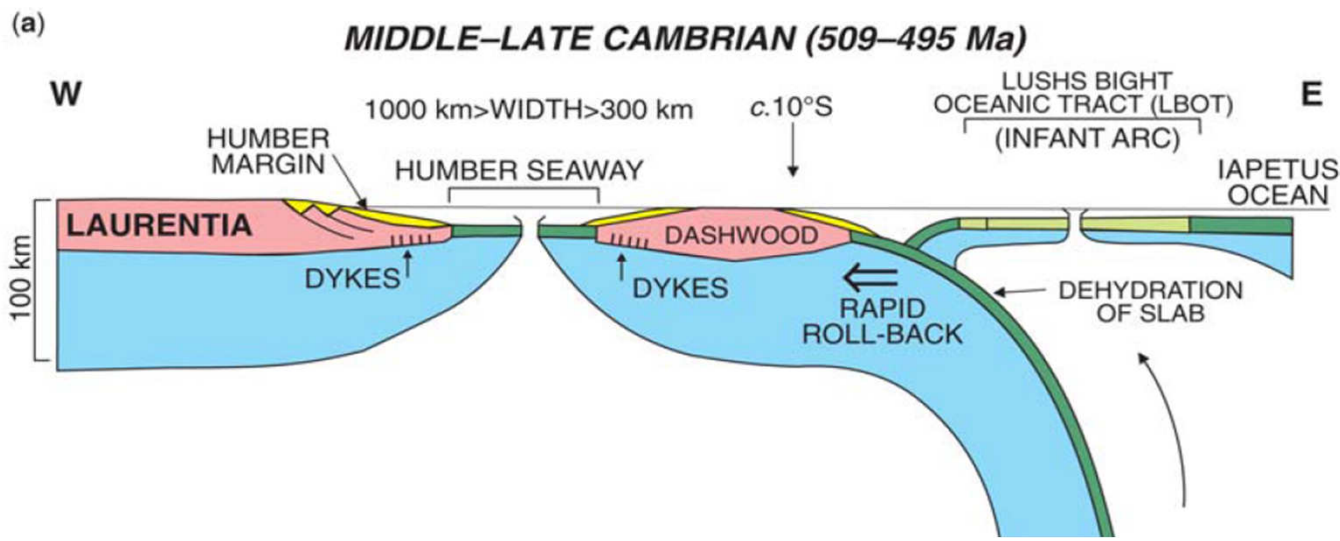 (a)
MIDDLE–LATE CAMBRIAN (509–495 Ma)
W
E
1000 km>WIDTH>300 km
c.10°S
LUSHS BIGHT
OCEANIC TRACT (LBOT)
(INFANT ARC)
HUMBER
MARGIN
HUMBER SEAWAY
IAPETUS
OCEAN
LAURENTIA
DASHWOOD
100 km
DYKES
DYKES
RAPID
ROLL-BACK
DEHYDRATION
OF SLAB